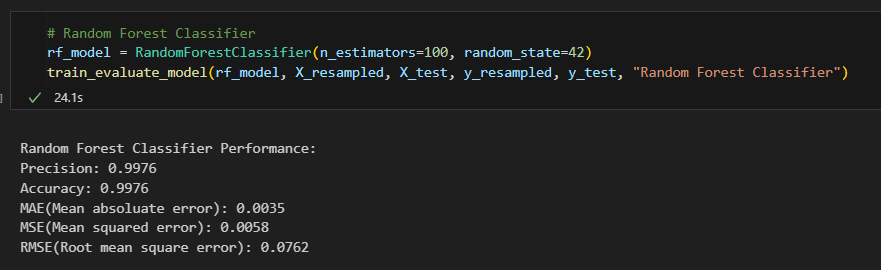 # Random Forest Classifier
rf_model = RandomForestClassifier(n_estimators=100, random_state=42)
train_evaluate_model(rf_model, X_resampled, X_test, y_resampled, y_test, "Random Forest Classifier")
] ✓ 24.1s
Random Forest Classifier Performance:
Precision: 0.9976
Accuracy: 0.9976
MAE(Mean absoluate error): 0.0035
MSE(Mean squared error): 0.0058
RMSE(Root mean square error): 0.0762